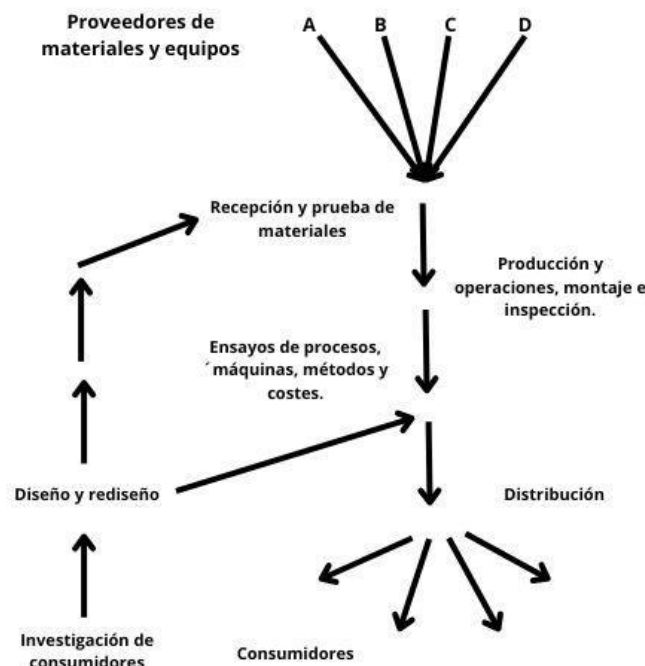 Proveedores de
materiales y equipos
A B C D
Recepción y prueba de
materiales
Producción y
operaciones, montaje e
inspección.
Ensayos de procesos,
´máquinas, métodos y
costes.
Diseño y rediseño
Distribución
Investigación de
consumidores
Consumidores